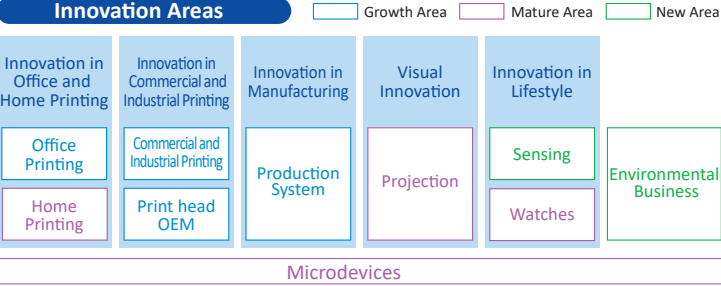 Innovation Areas
Growth Area
Mature Area
New Area
Innovation in
Office and
Home Printing
Innovation in
Commercial and
Industrial Printing
Innovation in
Manufacturing
Visual
Innovation
Innovation in
Lifestyle
Office
Printing
Home
Printing
Commercial and
Industrial Printing
Print head
OEM
Production
System
Projection
Sensing
Watches
Environmental
Business
Microdevices